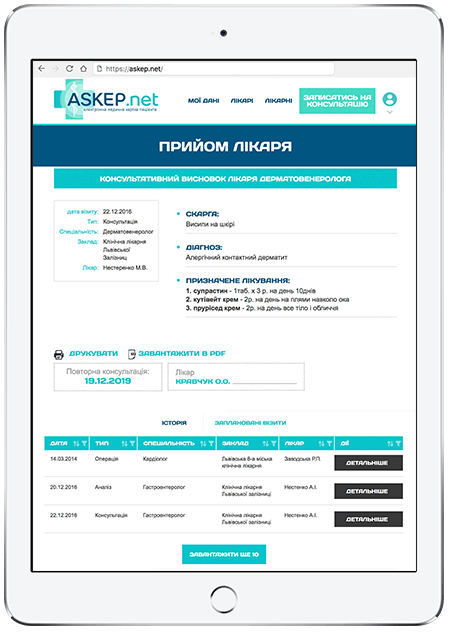 https://askep.net/
ASKEP.net
електронна медична картка пацієнта
МОЇ ДАНІ
ЛІКАРІ
ЛІКАРНІ
ЗАПИСАТИСЬ НА
КОНСУЛЬТАЦІЮ
ПРИЙОМ ЛІКАРЯ
КОНСУЛЬТАТИВНИЙ ВИСНОВОК ЛІКАРЯ ДЕРМАТОВЕНЕРОЛОГА
дата візиту: 22.12.2016
Тип: Консультація
Спеціальність: Дерматовенеролог
Заклад: Клінічна лікарня
Львівської
Залізниц
Лікар: Нестеренко М.В.
• СКАРГА:
Висипи на шкірі
• ДІАГНОЗ:
Алергічний контактний дерматит
• ПРИЗНАЧЕНЕ ЛІКУВАННЯ:
1. супрастин - 1таб. х 3 р. на день 10днів
2. кутівейт крем - 2р. на день на плями навколо ока
3. прурісед крем - 2р. на день все тіло і обличчя
ДРУКУВАТИ
ЗАВАНТАЖИТИ В PDF
Повторна консультація:
19.12.2019
Лікар
КРАВЧУК О.О.
ІСТОРІЯ
ЗАПЛАНОВАНІ ВІЗИТИ
ДАТА ТИП СПЕЦІАЛЬНІСТЬ ЗАКЛАД ЛІКАР ДІЇ
14.03.2014 Операція Кардіолог Львівська 8-а міська Заводська Р.П. ДЕТАЛЬНІШЕ
клінічна лікарня
20.12.2016 Аналіз Гастроентеролог Клінічна лікарня Нестенко А.І. ДЕТАЛЬНІШЕ
Львівської залізниці
22.12.2016 Консультація Гастроентеролог Клінічна лікарня Нестенко А.І. ДЕТАЛЬНІШЕ
Львівської залізниці
ЗАВАНТАЖИТИ ЩЕ 10